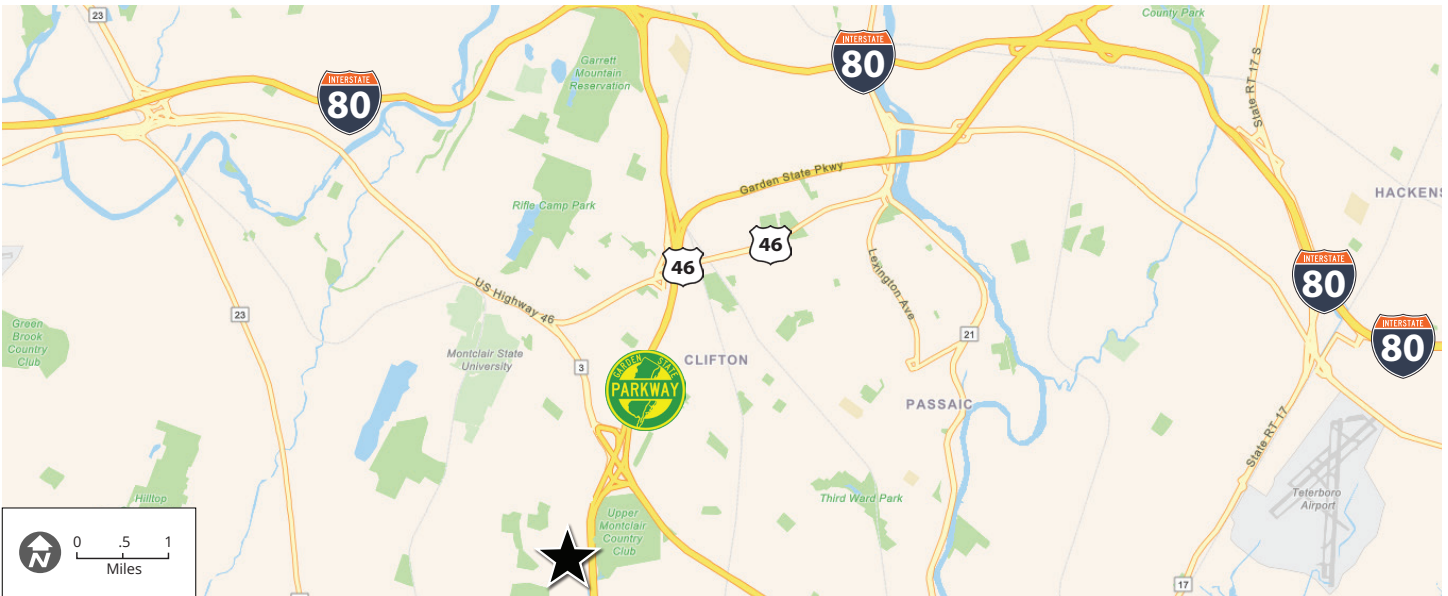 23
County Park
INTERSTATE
80
Garrett
Mountain
Reservation
INTERSTATE
80
State RT 17 S
Garden State Pkwy
HACKENS
Rifle Camp Park
46
46
Lexington Ave
INTERSTATE
80
US Highway 46
23
Green
Brook
Country
Club
INTERSTATE
80
21
Montclair State
University
3
CLIFTON
GARDEN STATE
PARKWAY
PASSAIC
State RT 17
Hilltop
Third Ward Park
Teterboro
Airport
Upper
Montclair
Country
Club
N
0 .5 1
Miles
17